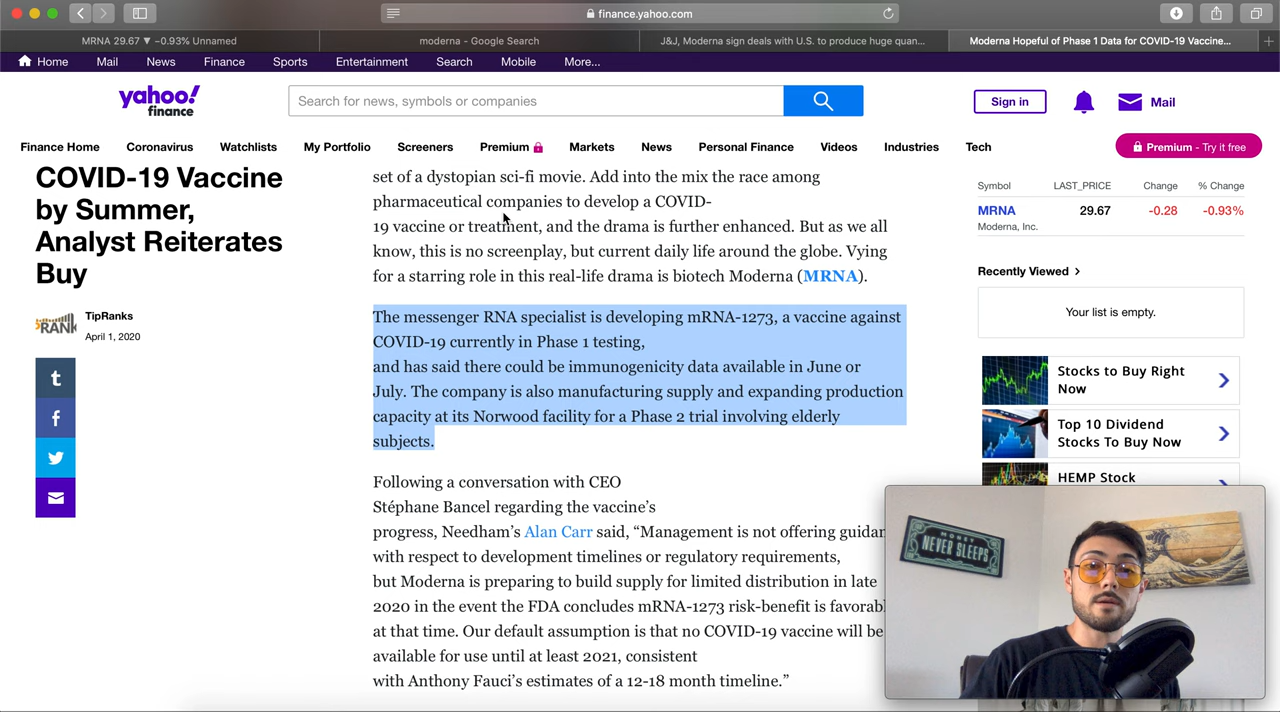 finance.yahoo.com
MRNA 29.67 ▼ −0.93% Unnamed
moderna - Google Search
J&J, Moderna sign deals with U.S. to produce huge quan...
Moderna Hopeful of Phase 1 Data for COVID-19 Vaccine...
Home Mail News Finance Sports Entertainment Search Mobile More...
yahoo!
finance
Search for news, symbols or companies
Sign in
Mail
Finance Home Coronavirus Watchlists My Portfolio Screeners Premium Markets News Personal Finance Videos Industries Tech
Premium - Try it free
COVID-19 Vaccine
by Summer,
Analyst Reiterates
Buy
TipRanks
April 1, 2020
RANK
t
f
set of a dystopian sci-fi movie. Add into the mix the race among
pharmaceutical companies to develop a COVID-
19 vaccine or treatment, and the drama is further enhanced. But as we all
know, this is no screenplay, but current daily life around the globe. Vying
for a starring role in this real-life drama is biotech Moderna (MRNA).
The messenger RNA specialist is developing mRNA-1273, a vaccine against
COVID-19 currently in Phase 1 testing,
and has said there could be immunogenicity data available in June or
July. The company is also manufacturing supply and expanding production
capacity at its Norwood facility for a Phase 2 trial involving elderly
subjects.
Following a conversation with CEO
Stéphane Bancel regarding the vaccine’s
progress, Needham’s Alan Carr said, “Management is not offering guidan
with respect to development timelines or regulatory requirements,
but Moderna is preparing to build supply for limited distribution in late
2020 in the event the FDA concludes mRNA-1273 risk-benefit is favorabl
at that time. Our default assumption is that no COVID-19 vaccine will be
available for use until at least 2021, consistent
with Anthony Fauci’s estimates of a 12-18 month timeline.”
Symbol LAST_PRICE Change % Change
MRNA 29.67 -0.28 -0.93%
Moderna, Inc.
Recently Viewed
Your list is empty.
Stocks to Buy Right
Now
Top 10 Dividend
Stocks To Buy Now
HEMP Stock
MONEY
NEVER SLEEPS